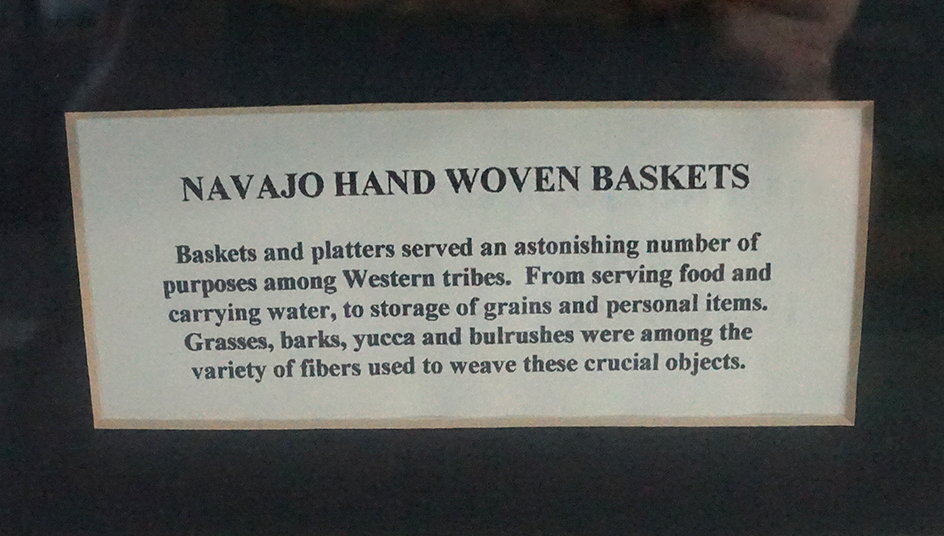 NAVAJO HAND WOVEN BASKETS
Baskets and platters served an astonishing number of
purposes among Western tribes.  From serving food and
carrying water, to storage of grains and personal items.
Grasses, barks, yucca and bulrushes were among the
variety of fibers used to weave these crucial objects.